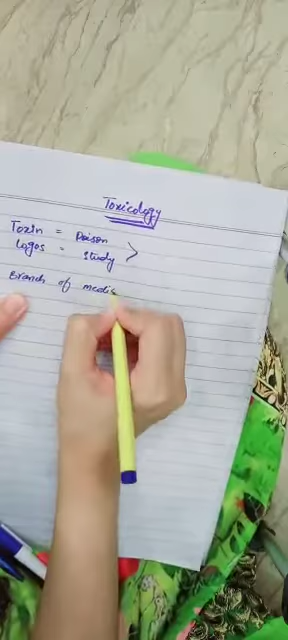 Toxicology
Toxin = Poison
Logos = study >
Branch of medic